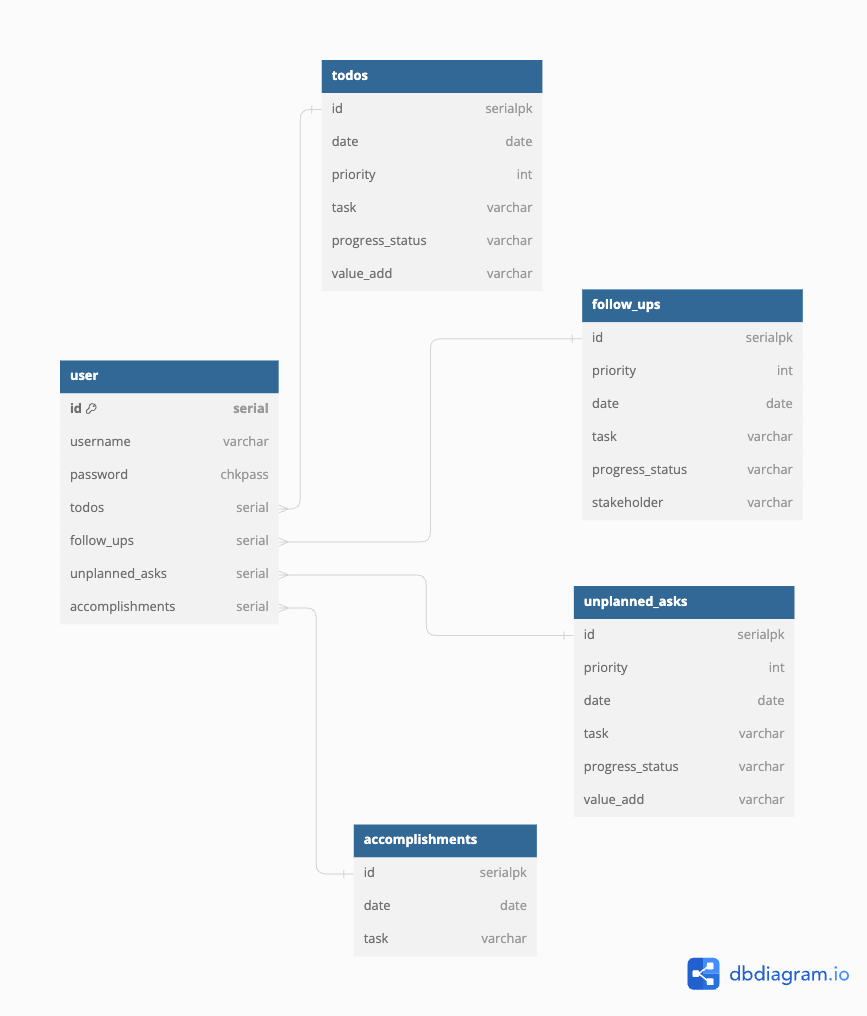 todos
id serialpk
date date
priority int
task varchar
progress_status varchar
value_add varchar
follow_ups
id serialpk
priority int
date date
task varchar
progress_status varchar
stakeholder varchar
user
id serial
username varchar
password chkpass
todos serial
follow_ups serial
unplanned_asks serial
accomplishments serial
unplanned_asks
id serialpk
priority int
date date
task varchar
progress_status varchar
value_add varchar
accomplishments
id serialpk
date date
task varchar
dbdiagram.io